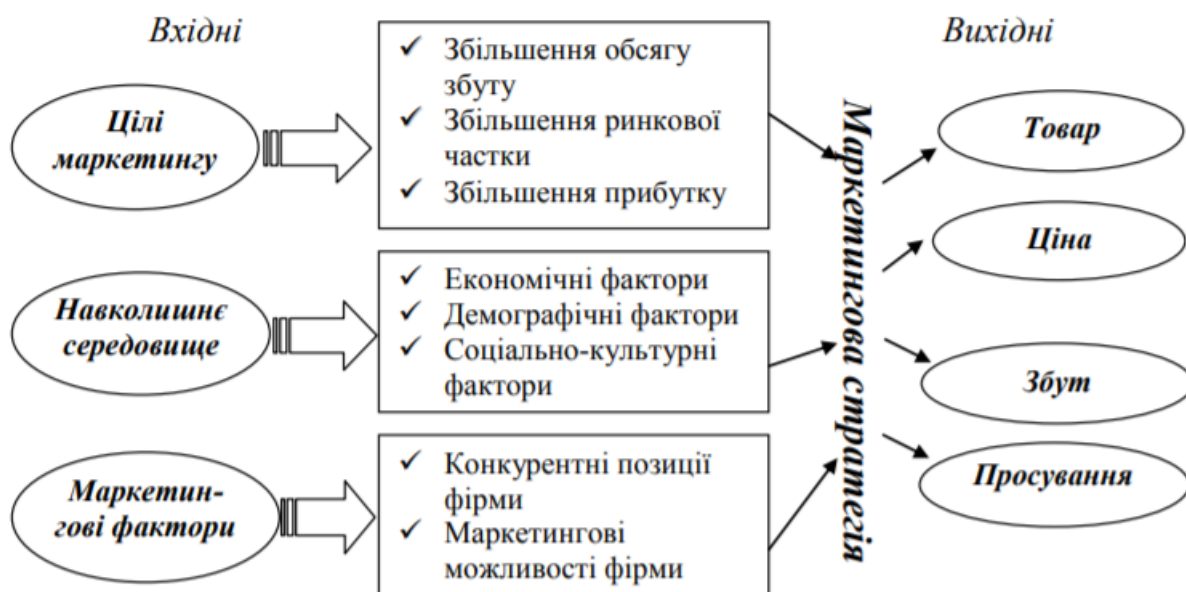 Вхідні
Вихідні
Цілі
маркетингу
✓ Збільшення обсягу
збуту
✓ Збільшення ринкової
частки
✓ Збільшення прибутку
Навколишнє
середовище
✓ Економічні фактори
✓ Демографічні фактори
✓ Соціально-культурні
фактори
Маркетин-
гові фактори
✓ Конкурентні позиції
фірми
✓ Маркетингові
можливості фірми
Маркетингова стратегія
Товар
Ціна
Збут
Просування